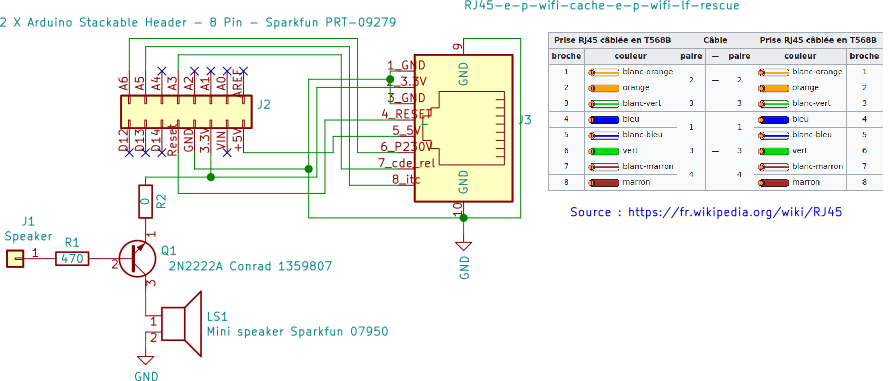 RJ45-e-p-wifi-cache-e-p-wifi-lf-rescue
2 X Arduino Stackable Header - 8 Pin - Sparkfun PRT-09279
A6 A5 A4 A3 A2 A1 A0 AREF
J2
D12 D13 D14 Reset GND 3.3V VIN +5V
9
GND
1_GND
2_3.3V
3_GND
4_RESET
5_5V
6_P230V
7_cde_rel
8_itc
J3
GND
10
GND
Prise RJ45 câblée en T568B Câble Prise RJ45 câblée en T568B
broche couleur paire — paire couleur broche
1 blanc-orange 2 — 2 blanc-orange 1
2 orange orange 2
3 blanc-vert 3 3 blanc-vert 3
4 bleu 1 1 bleu 4
5 blanc-bleu blanc-bleu 5
6 vert 3 — 3 vert 6
7 blanc-marron 4 4 blanc-marron 7
8 marron marron 8
Source : https://fr.wikipedia.org/wiki/RJ45
0
R2
J1
Speaker
1
R1
470
1
2
3
Q1
2N2222A Conrad 1359807
1
2
LS1
Mini speaker Sparkfun 07950
GND